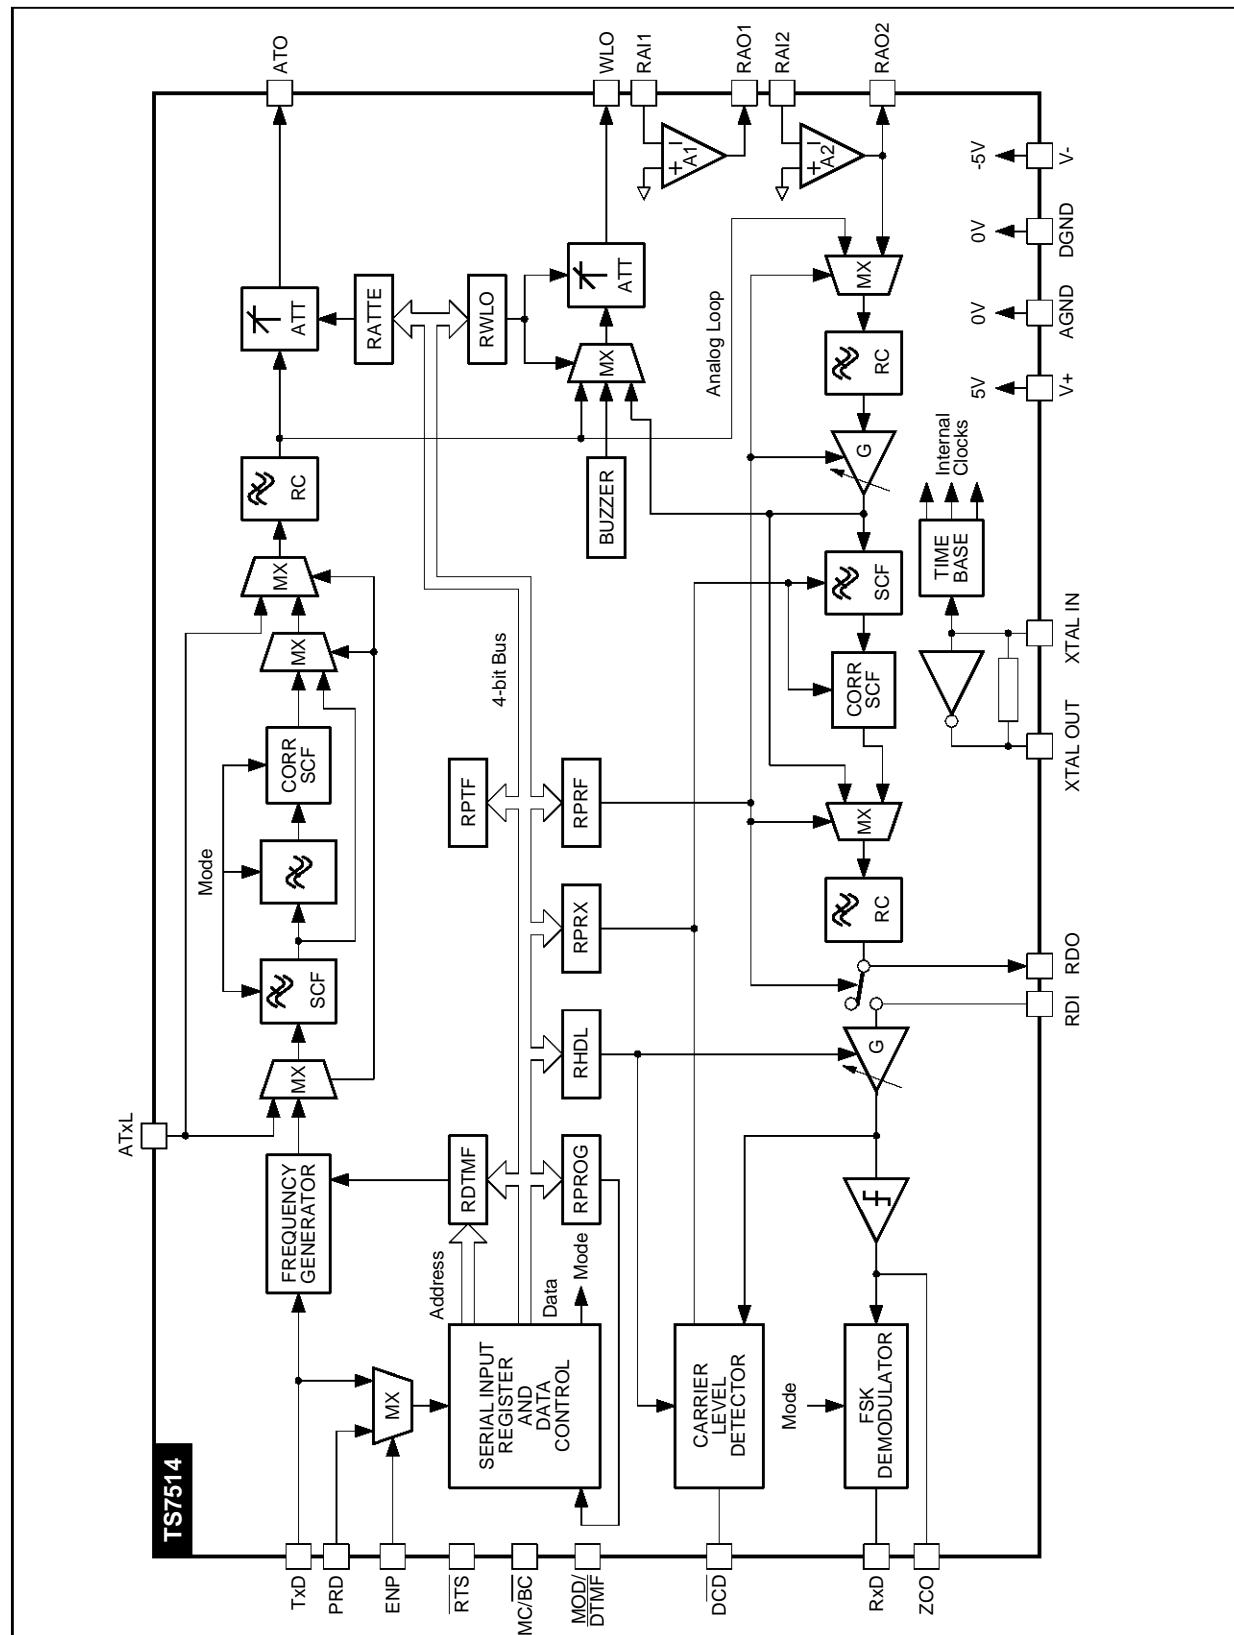 TS7514
TxD
PRD
ENP
RTS
MC/BC
MOD/
DTMF
DCD
RxD
ZCO
ATxL
ATO
WLO
RAI1
RAO1
RAI2
RAO2
V-
DGND
AGND
V+
XTAL IN
XTAL OUT
RDO
RDI
-5V
0V
0V
5V
FREQUENCY
GENERATOR
MX
SCF
Mode
CORR
SCF
MX
MX
RC
ATT
RATTE
RWLO
MX
ATT
BUZZER
A1
A2
Analog Loop
4-bit Bus
MX
SERIAL INPUT
REGISTER
AND
DATA
CONTROL
Address
Data
Mode
RDTMF
RPROG
RHDL
RPRX
RPTF
RPRF
MX
RC
G
SCF
CORR
SCF
MX
RC
G
CARRIER
LEVEL
DETECTOR
Mode
FSK
DEMODULATOR
TIME
BASE
Internal
Clocks